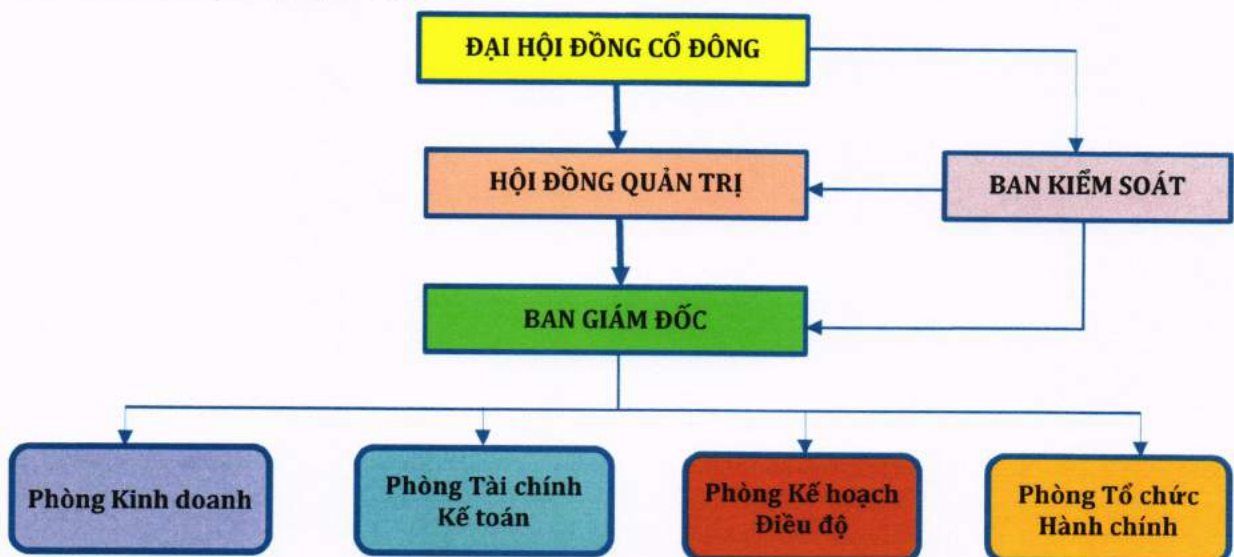 ĐẠI HỘI ĐỒNG CỔ ĐÔNG
HỘI ĐỒNG QUẢN TRỊ
BAN KIỂM SOÁT
BAN GIÁM ĐỐC
Phòng Kinh doanh
Phòng Tài chính
Kế toán
Phòng Kế hoạch
Điều độ
Phòng Tổ chức
Hành chính